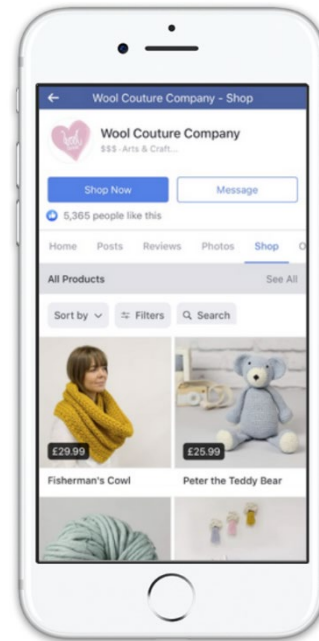 Wool Couture Company - Shop
Wool Couture Company
$$$ · Arts & Craft...
Shop Now
Message
5,365 people like this
Home Posts Reviews Photos Shop O
All Products See All
Sort by Filters Search
£29.99 £25.99
Fisherman's Cowl Peter the Teddy Bear